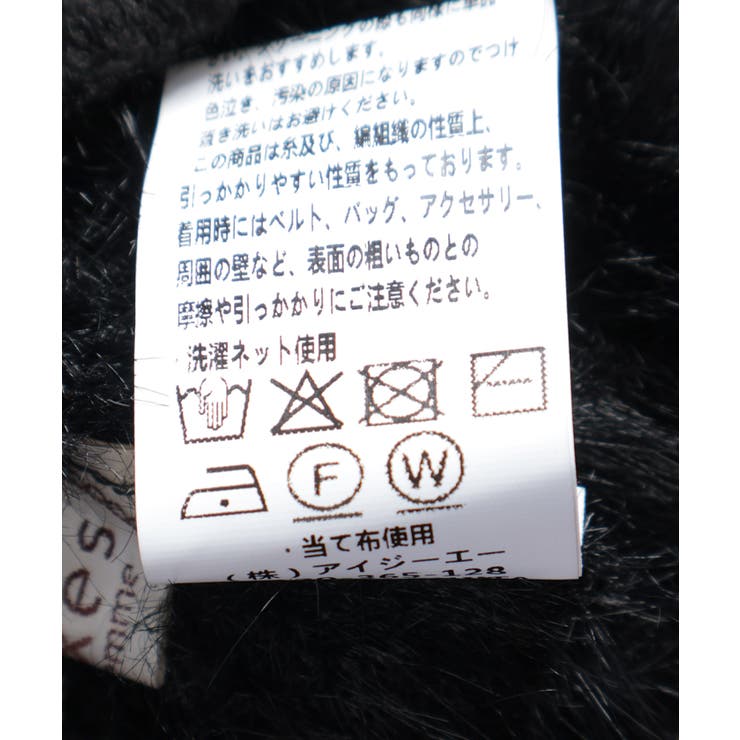 洗いをおすすめします。
色泣き、汚染の原因になりますのでつけ
置き洗いはお避けください。
この商品は糸及び、編組織の性質上、
引っかかりやすい性質をもっております。
着用時にはベルト、バッグ、アクセサリー、
周囲の壁など、表面の粗いものとの
摩擦や引っかかりにご注意ください。
・洗濯ネット使用
F W
・当て布使用
(株)アイジーエー
365-128